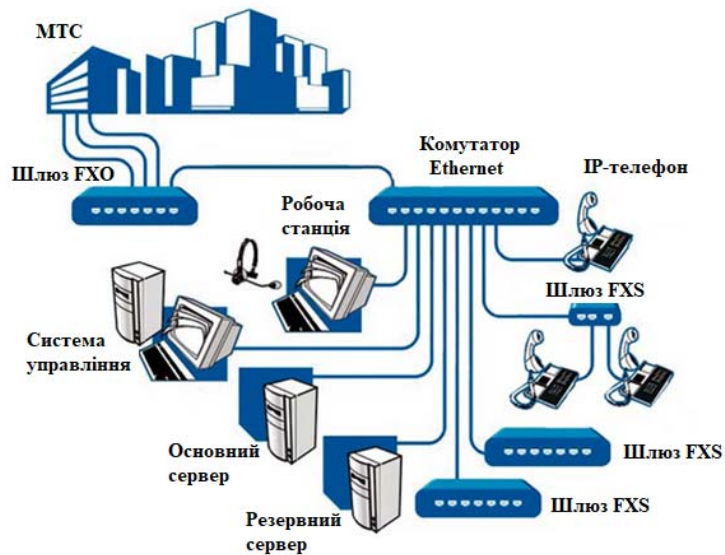 МТС
Шлюз FXO
Комутатор
Ethernet
IP-телефон
Робоча
станція
Шлюз FXS
Система
управління
Основний
сервер
Шлюз FXS
Резервний
сервер
Шлюз FXS